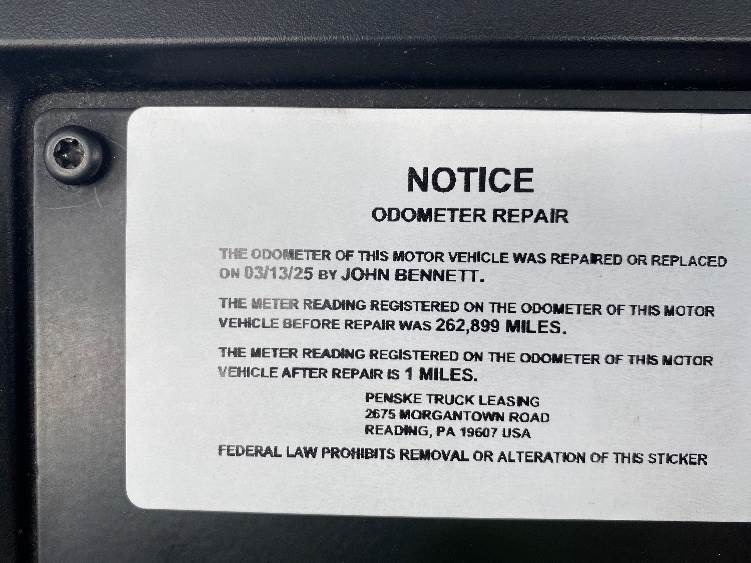 NOTICE
ODOMETER REPAIR
THE ODOMETER OF THIS MOTOR VEHICLE WAS REPAIRED OR REPLACED
ON 03/13/25 BY JOHN BENNETT.
THE METER READING REGISTERED ON THE ODOMETER OF THIS MOTOR
VEHICLE BEFORE REPAIR WAS 262,899 MILES.
THE METER READING REGISTERED ON THE ODOMETER OF THIS MOTOR
VEHICLE AFTER REPAIR IS 1 MILES.
PENSKE TRUCK LEASING
2675 MORGANTOWN ROAD
READING, PA 19607 USA
FEDERAL LAW PROHIBITS REMOVAL OR ALTERATION OF THIS STICKER